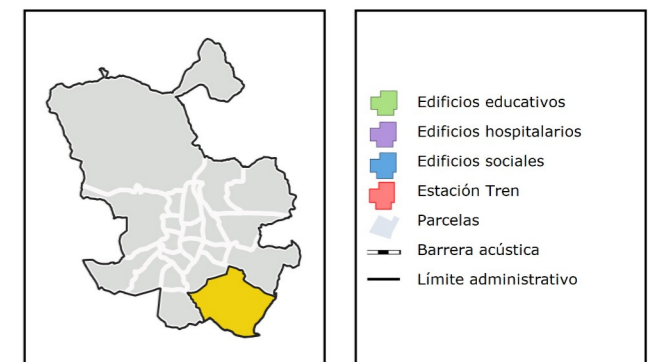 Edificios educativos
Edificios hospitalarios
Edificios sociales
Estación Tren
Parcelas
Barrera acústica
Límite administrativo